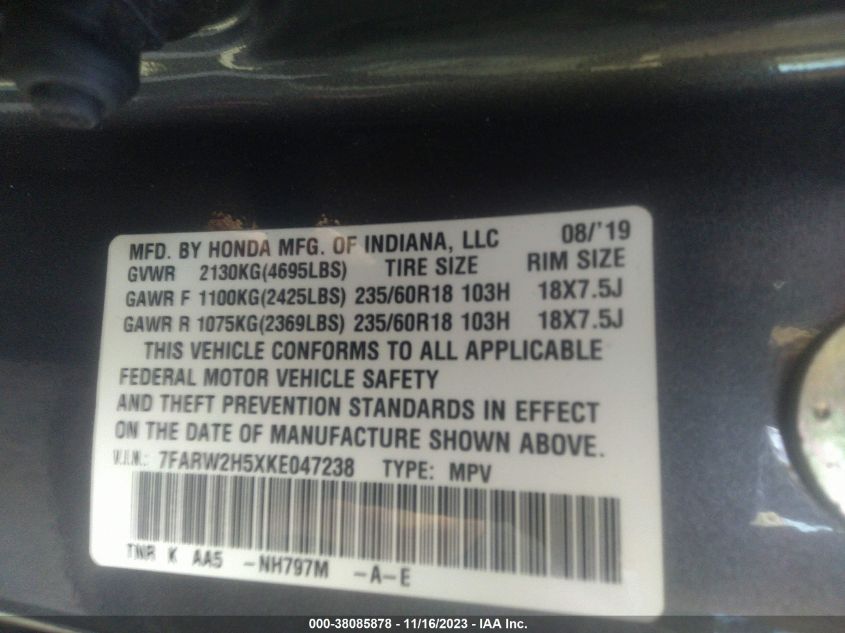 MFD. BY HONDA MFG. OF INDIANA, LLC 08/'19
GVWR 2130KG(4695LBS) TIRE SIZE RIM SIZE
GAWR F 1100KG(2425LBS) 235/60R18 103H 18X7.5J
GAWR R 1075KG(2369LBS) 235/60R18 103H 18X7.5J
THIS VEHICLE CONFORMS TO ALL APPLICABLE
FEDERAL MOTOR VEHICLE SAFETY
AND THEFT PREVENTION STANDARDS IN EFFECT
ON THE DATE OF MANUFACTURE SHOWN ABOVE.
V.I.N.: 7FARW2H5XKE047238 TYPE: MPV
TNR K AA5 -NH797M -A-E
000-38085878 - 11/16/2023 - IAA Inc.